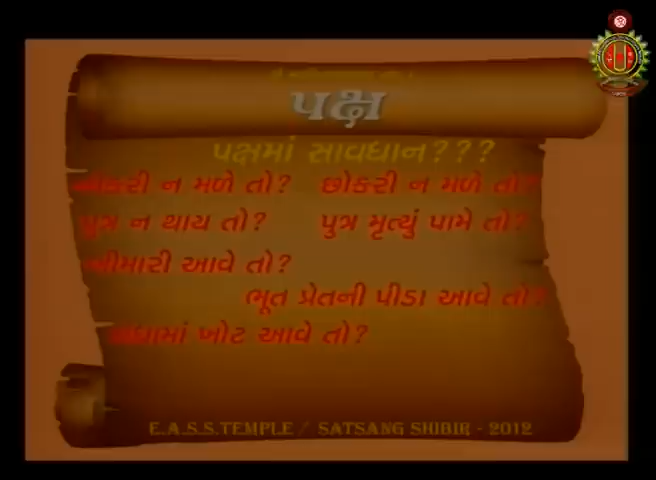 પક્ષ
પક્ષમાં સાવધાન???
નોકરી ન મળે તો? છોકરી ન મળે તો?
પુત્ર ન થાય તો? પુત્ર મૃત્યું પામે તો?
બીમારી આવે તો?
ભૂત પ્રેતની પીડા આવે તો?
ધંધામાં ખોટ આવે તો?
E.A.S.S.TEMPLE / SATSANG SHIBIR - 2012